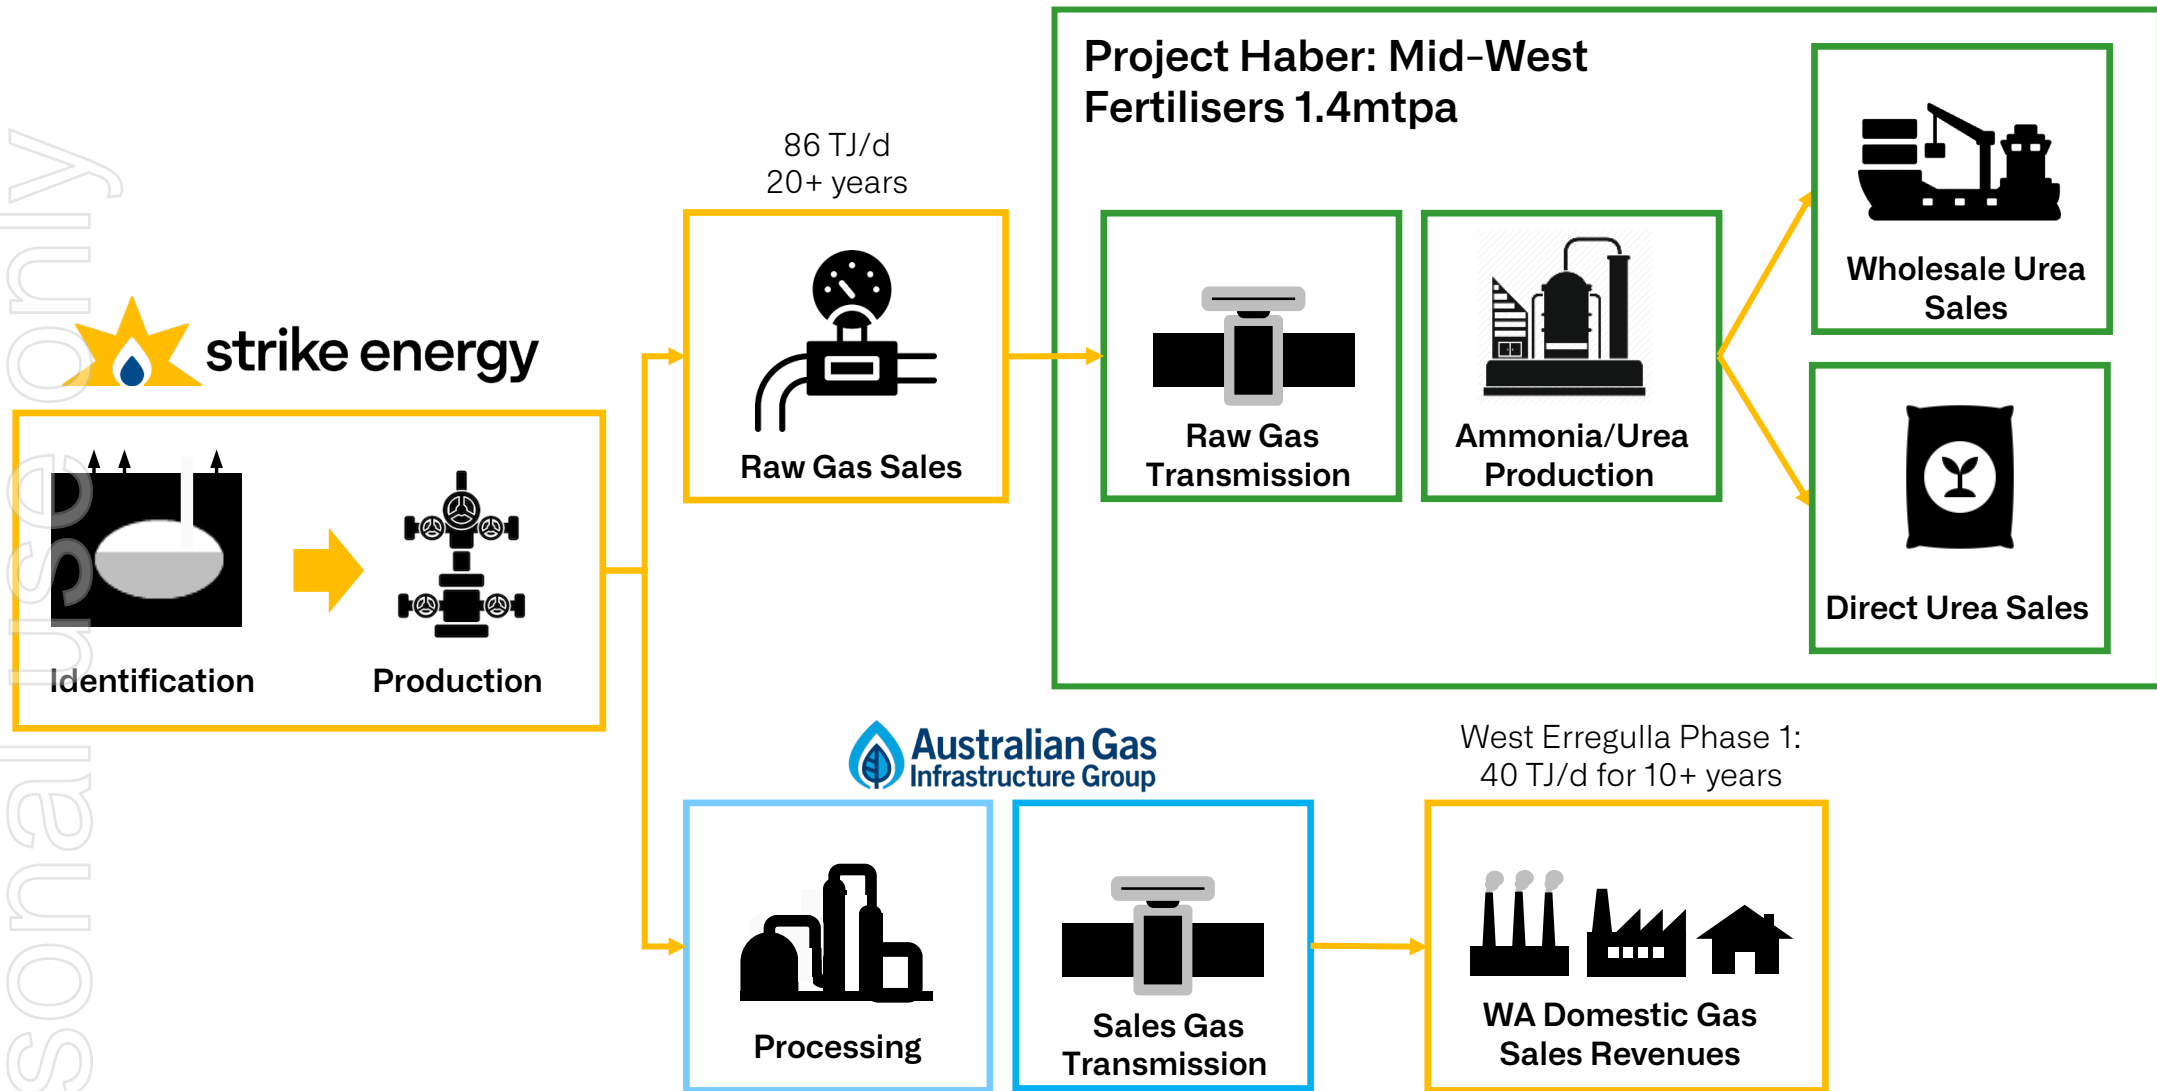 Project Haber: Mid-West
Fertilisers 1.4mtpa
86 TJ/d
20+ years
Wholesale Urea
Sales
strike energy
Raw Gas Sales
Raw Gas
Transmission
Ammonia/Urea
Production
Direct Urea Sales
Identification
Production
Australian Gas
Infrastructure Group
West Erregulla Phase 1:
40 TJ/d for 10+ years
Processing
Sales Gas
Transmission
WA Domestic Gas
Sales Revenues
sonal use only